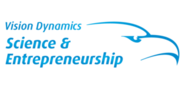 Vision Dynamics
Science &
Entrepreneurship